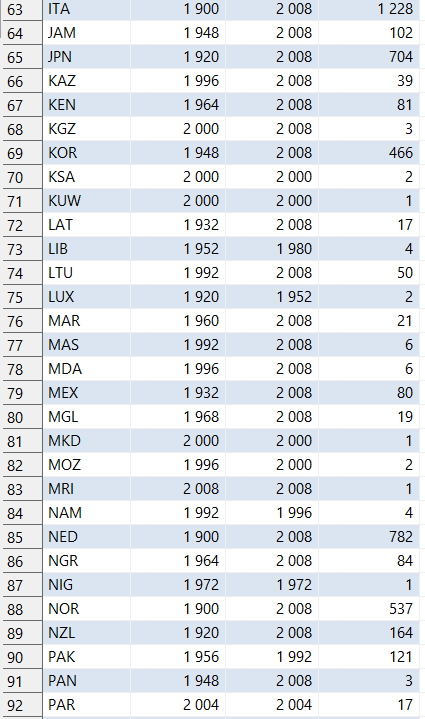 63 ITA 1 900 2 008 1 228
64 JAM 1 948 2 008 102
65 JPN 1 920 2 008 704
66 KAZ 1 996 2 008 39
67 KEN 1 964 2 008 81
68 KGZ 2 000 2 008 3
69 KOR 1 948 2 008 466
70 KSA 2 000 2 000 2
71 KUW 2 000 2 000 1
72 LAT 1 932 2 008 17
73 LIB 1 952 1 980 4
74 LTU 1 992 2 008 50
75 LUX 1 920 1 952 2
76 MAR 1 960 2 008 21
77 MAS 1 992 2 008 6
78 MDA 1 996 2 008 6
79 MEX 1 932 2 008 80
80 MGL 1 968 2 008 19
81 MKD 2 000 2 000 1
82 MOZ 1 996 2 000 2
83 MRI 2 008 2 008 1
84 NAM 1 992 1 996 4
85 NED 1 900 2 008 782
86 NGR 1 964 2 008 84
87 NIG 1 972 1 972 1
88 NOR 1 900 2 008 537
89 NZL 1 920 2 008 164
90 PAK 1 956 1 992 121
91 PAN 1 948 2 008 3
92 PAR 2 004 2 004 17